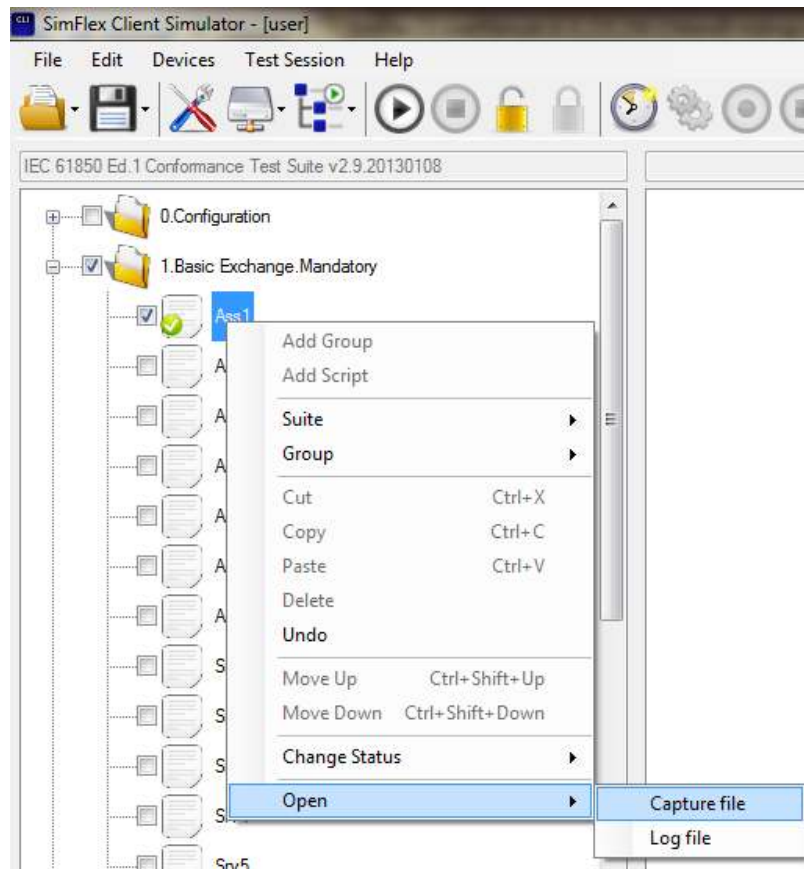 CLI SimFlex Client Simulator - [user]
File Edit Devices Test Session Help
IEC 61850 Ed.1 Conformance Test Suite v2.9.20130108
0.Configuration
1.Basic Exchange.Mandatory
Ass1
Add Group
Add Script
Suite
Group
Cut Ctrl+X
Copy Ctrl+C
Paste Ctrl+V
Delete
Undo
Move Up Ctrl+Shift+Up
Move Down Ctrl+Shift+Down
Change Status
Open
Capture file
Log file
Srv5